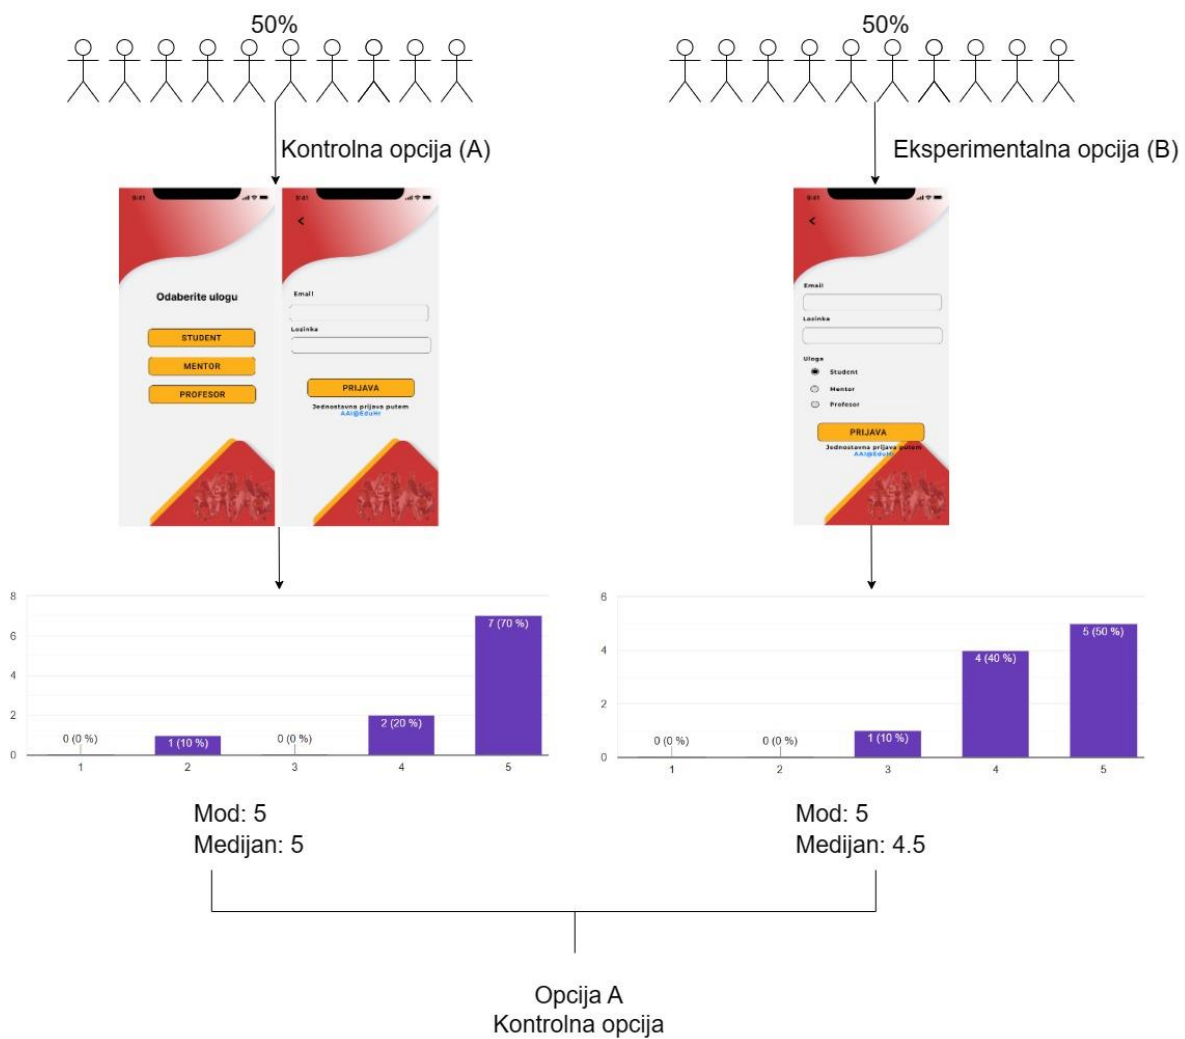 50%
50%
Kontrolna opcija (A)
Eksperimentalna opcija (B)
9:41
Odaberite ulogu
STUDENT
MENTOR
PROFESOR
9:41
<
Email
Lozinka
PRIJAVA
Jednostavna prijava putem
AAI@EduHr
9:41
<
Email
Lozinka
Uloga
Student
Mentor
Profesor
PRIJAVA
Jednostavna prijava putem
AAI@EduHr
8
6
4
2
0
0 (0 %)
1 (10 %)
0 (0 %)
2 (20 %)
7 (70 %)
1
2
3
4
5
6
4
2
0
0 (0 %)
0 (0 %)
1 (10 %)
4 (40 %)
5 (50 %)
1
2
3
4
5
Mod: 5
Medijan: 5
Mod: 5
Medijan: 4.5
Opcija A
Kontrolna opcija